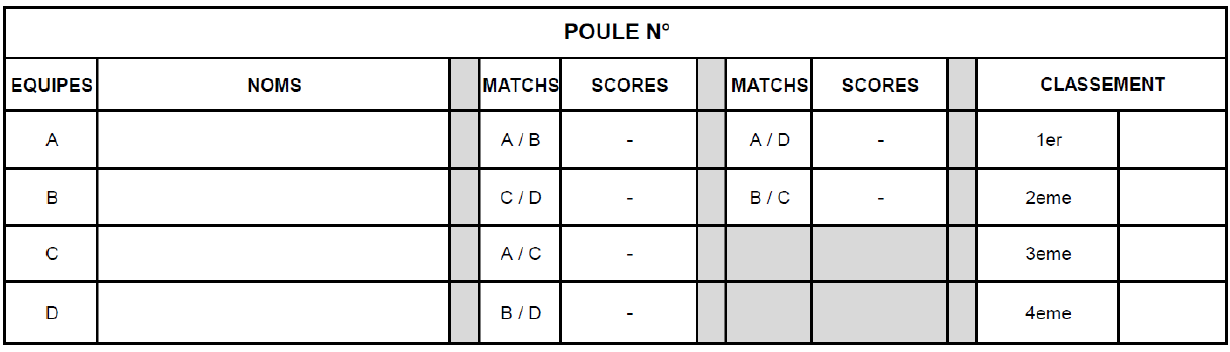 POULE N°
EQUIPES NOMS MATCHS SCORES MATCHS SCORES CLASSEMENT
A A / B - A / D - 1er
B C / D - B / C - 2eme
C A / C - 3eme
D B / D - 4eme